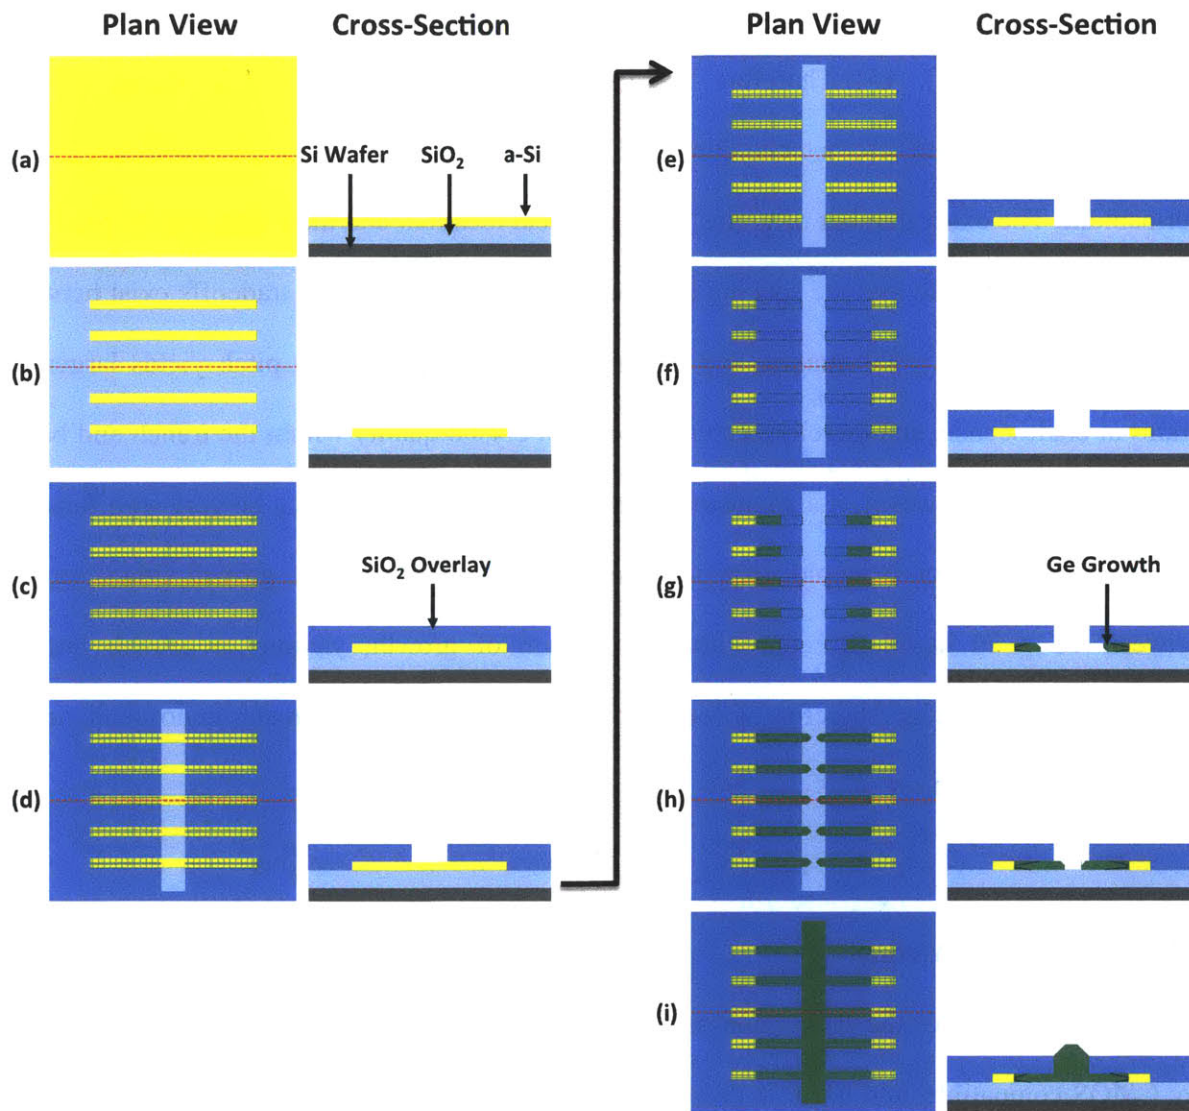 Plan View Cross-Section
(a)
Si Wafer SiO₂ a-Si
(b)
(c)
SiO₂ Overlay
(d)
Plan View Cross-Section
(e)
(f)
(g)
Ge Growth
(h)
(i)